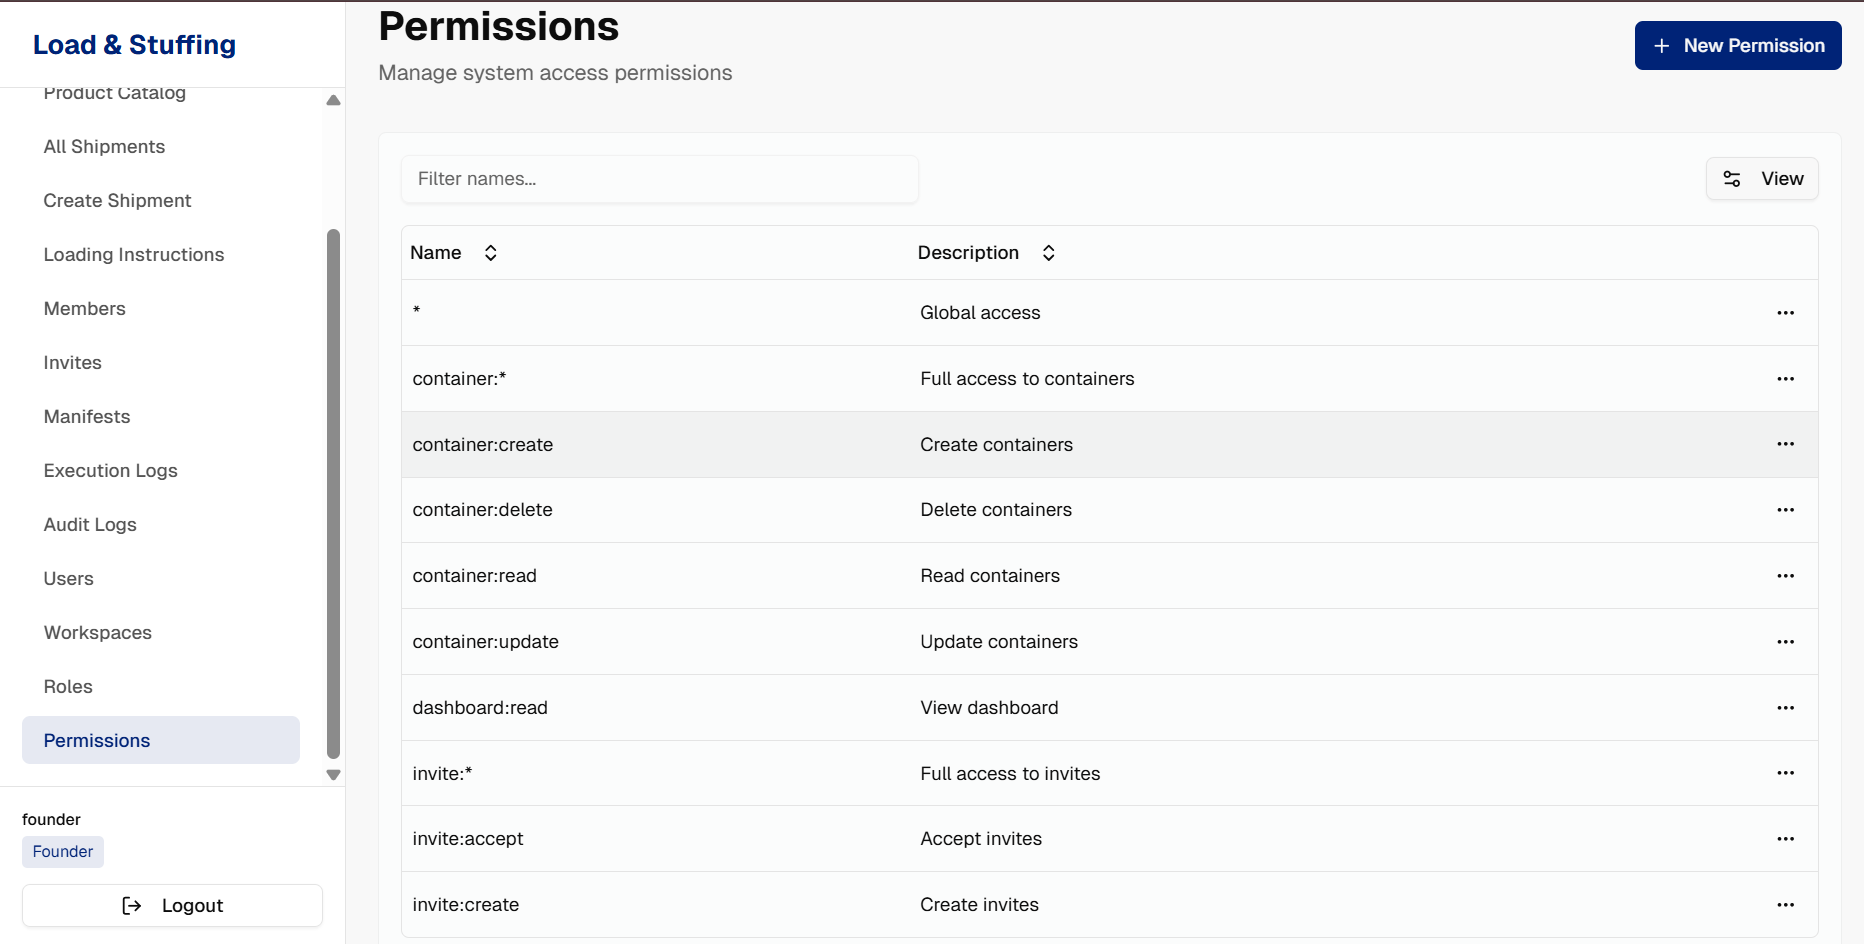 Load & Stuffing
Product Catalog
All Shipments
Create Shipment
Loading Instructions
Members
Invites
Manifests
Execution Logs
Audit Logs
Users
Workspaces
Roles
Permissions
founder
Founder
Logout
Permissions
Manage system access permissions
New Permission
Filter names...
View
Name Description
* Global access
container:* Full access to containers
container:create Create containers
container:delete Delete containers
container:read Read containers
container:update Update containers
dashboard:read View dashboard
invite:* Full access to invites
invite:accept Accept invites
invite:create Create invites